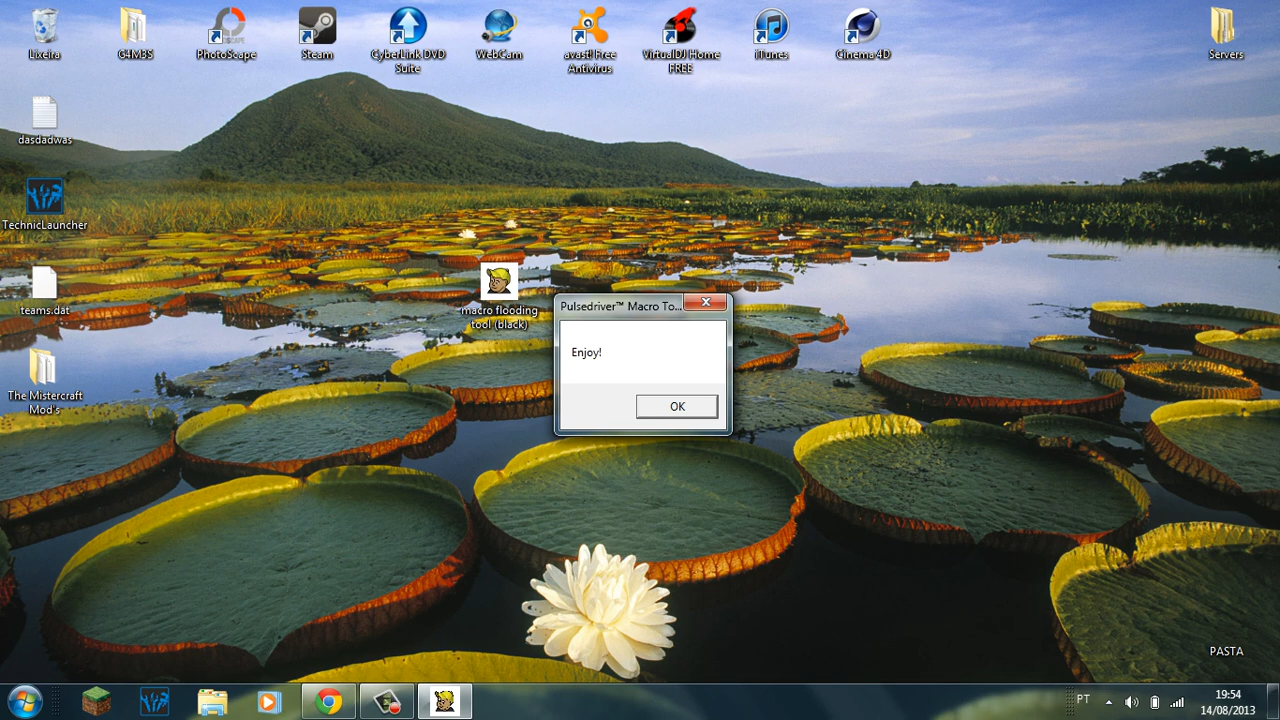 Lixeira
G4M3S
PhotoScape
Steam
CyberLink DVD
Suite
WebCam
avast! Free
Antivirus
VirtualDJ Home
FREE
iTunes
Cinema 4D
Servers
dasdadwas
TechnicLauncher
teams.dat
The Mistercraft
Mod's
macro flooding
tool (black)
Pulsedriver™ Macro To...
Enjoy!
OK
PASTA
PT
19:54
14/08/2013